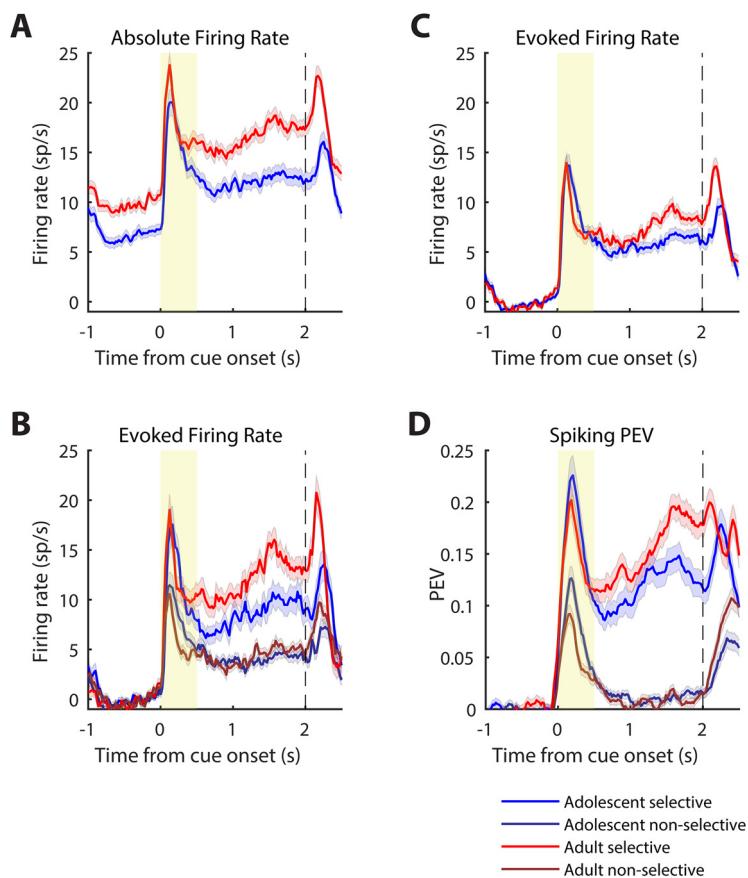 A
Absolute Firing Rate
25
20
15
10
5
0
Firing rate (sp/s)
-1 0 1 2
Time from cue onset (s)
C
Evoked Firing Rate
25
20
15
10
5
0
Firing rate (sp/s)
-1 0 1 2
Time from cue onset (s)
B
Evoked Firing Rate
25
20
15
10
5
0
Firing rate (sp/s)
-1 0 1 2
Time from cue onset (s)
D
Spiking PEV
0.25
0.2
0.15
0.1
0.05
0
PEV
-1 0 1 2
Time from cue onset (s)
Adolescent selective
Adolescent non-selective
Adult selective
Adult non-selective